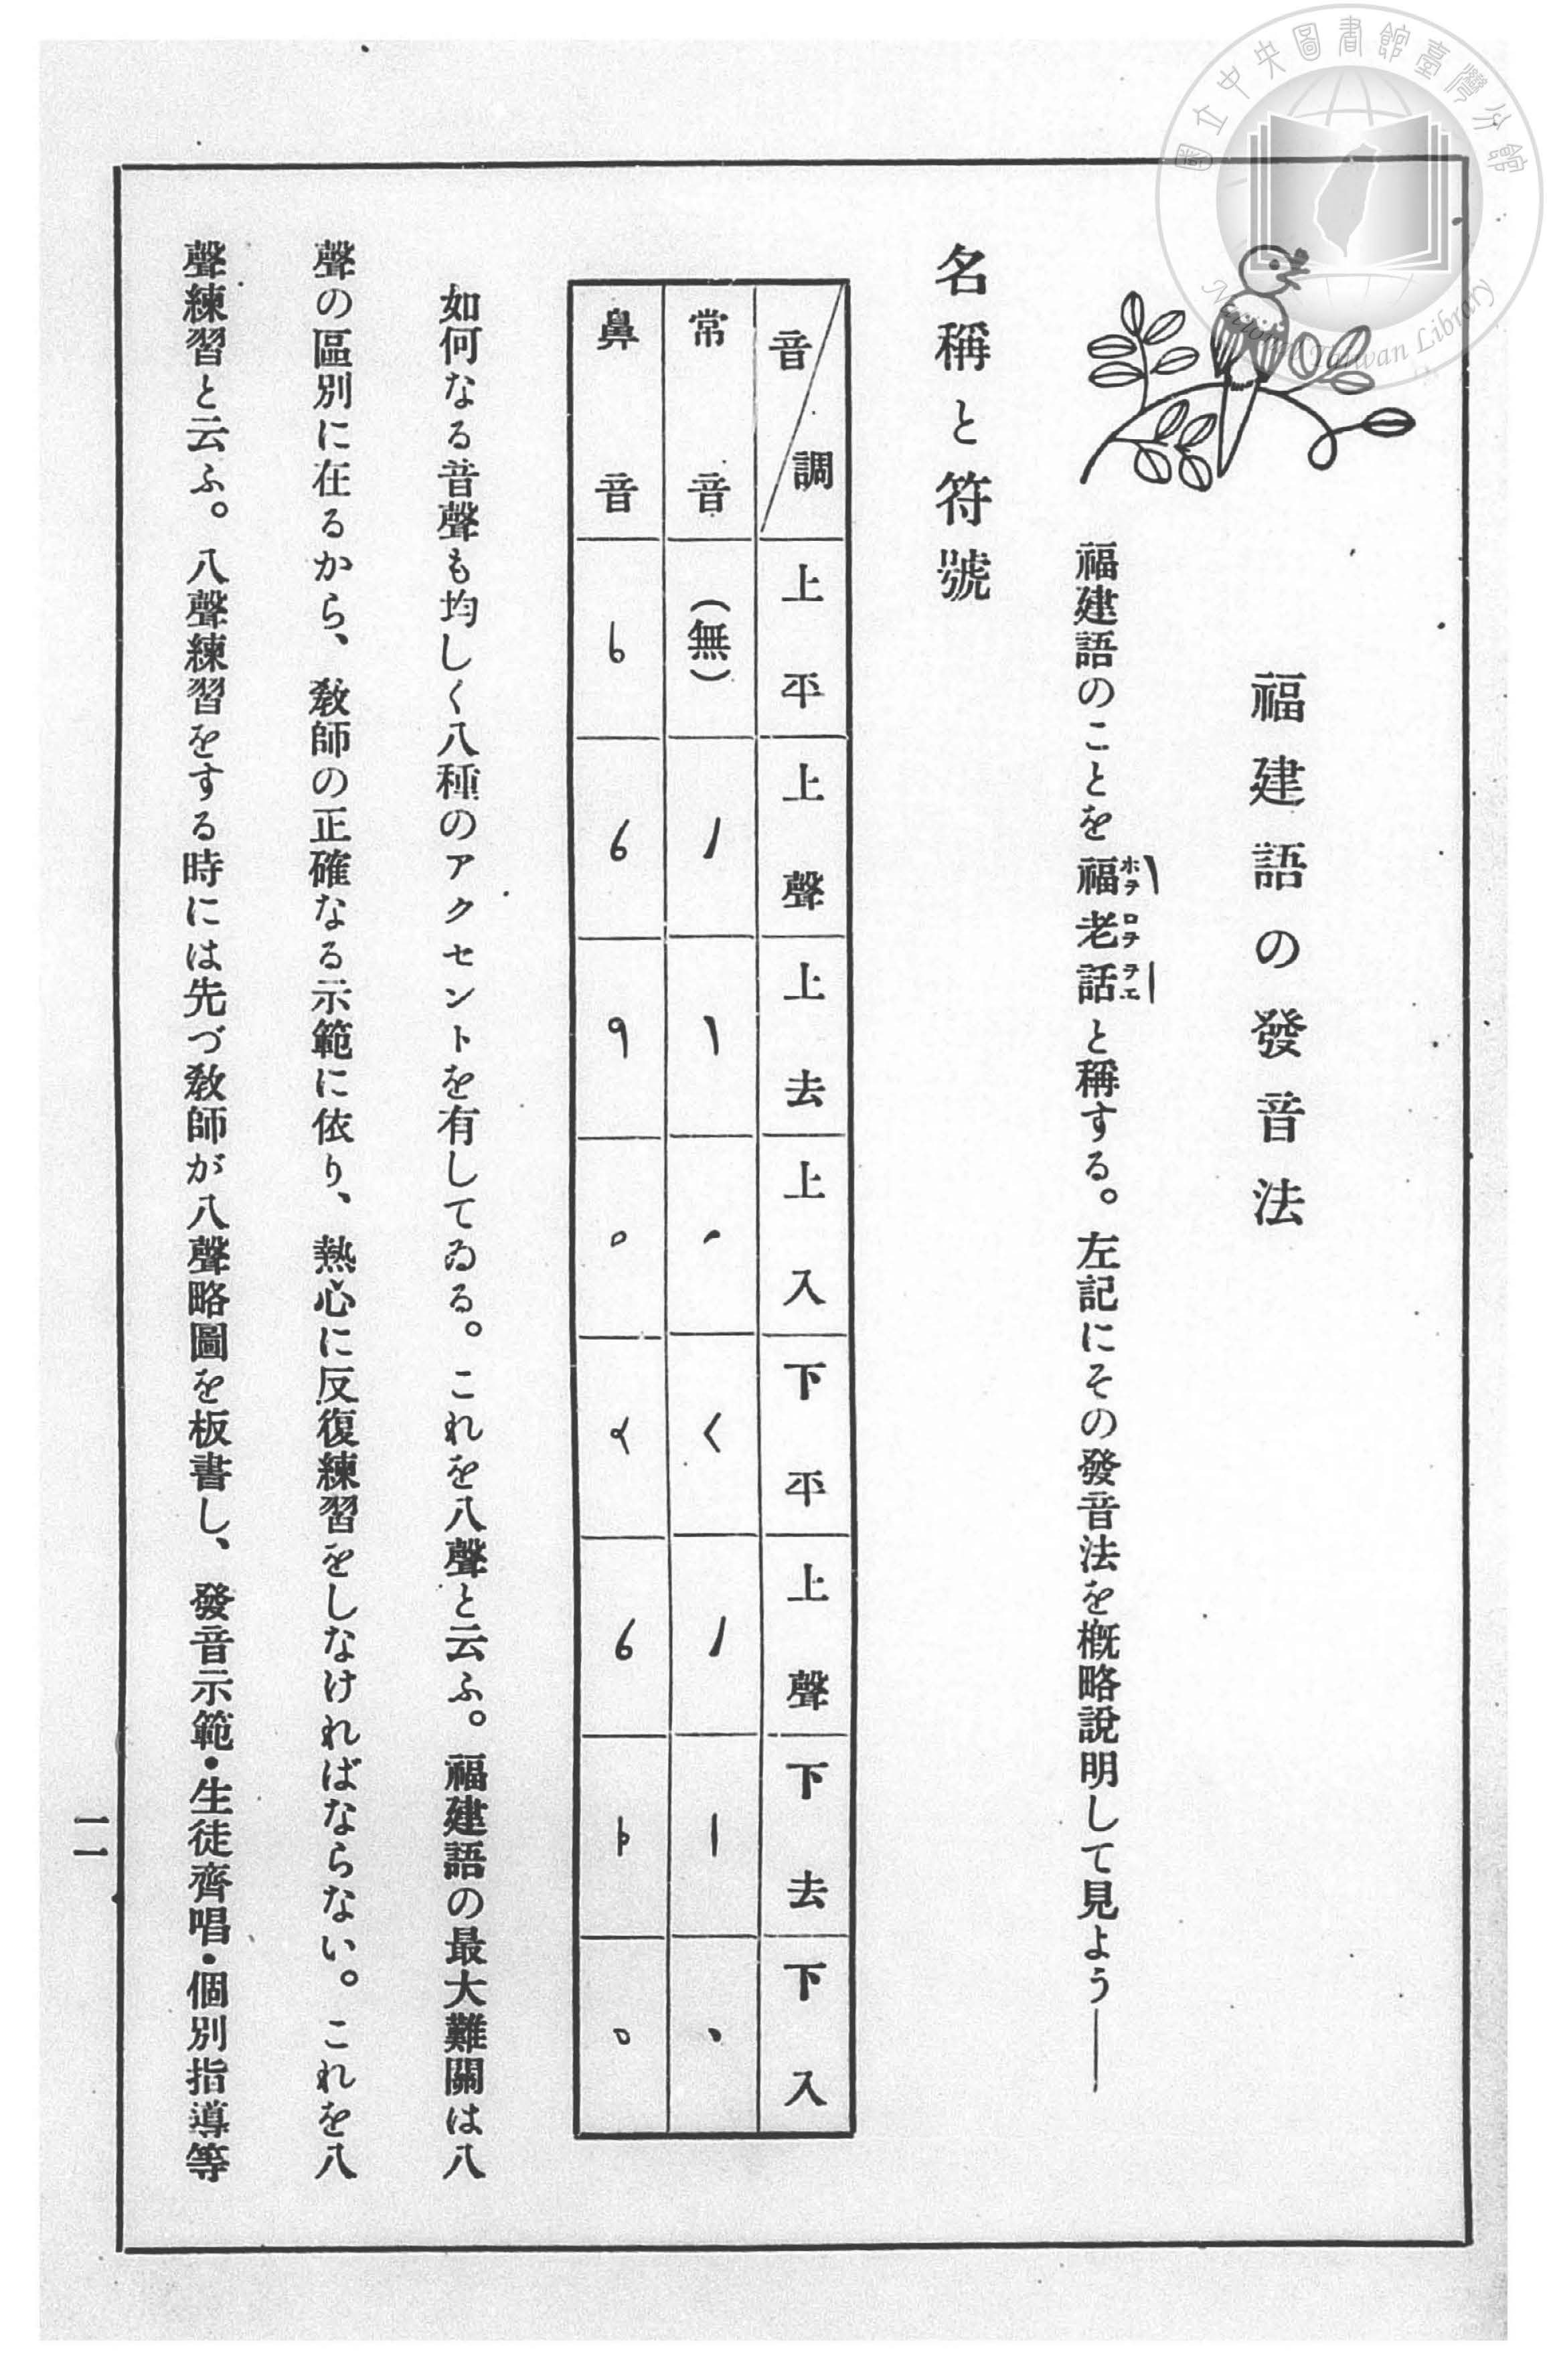 國立中央圖書館臺灣分館
National Taiwan Library
福建語の發音法
福建語のことを福老話と稱する。左記にその發音法を槪略說明して見よう——
ホヲ ロヲ ヲエ
名稱と符號
音 調 上平 上聲 上去 上入 下平 上聲 下去 下入
常音 (無)
鼻音
如何なる音聲も均しく八種のアクセントを有してゐる。これを八聲と云ふ。福建語の最大難關は八
聲の區別に在るから、敎師の正確なる示範に依り、熱心に反復練習をしなければならない。これを八
聲練習と云ふ。八聲練習をする時には先づ敎師が八聲略圖を板書し、發音示範・生徒齊唱・個別指導等
一一